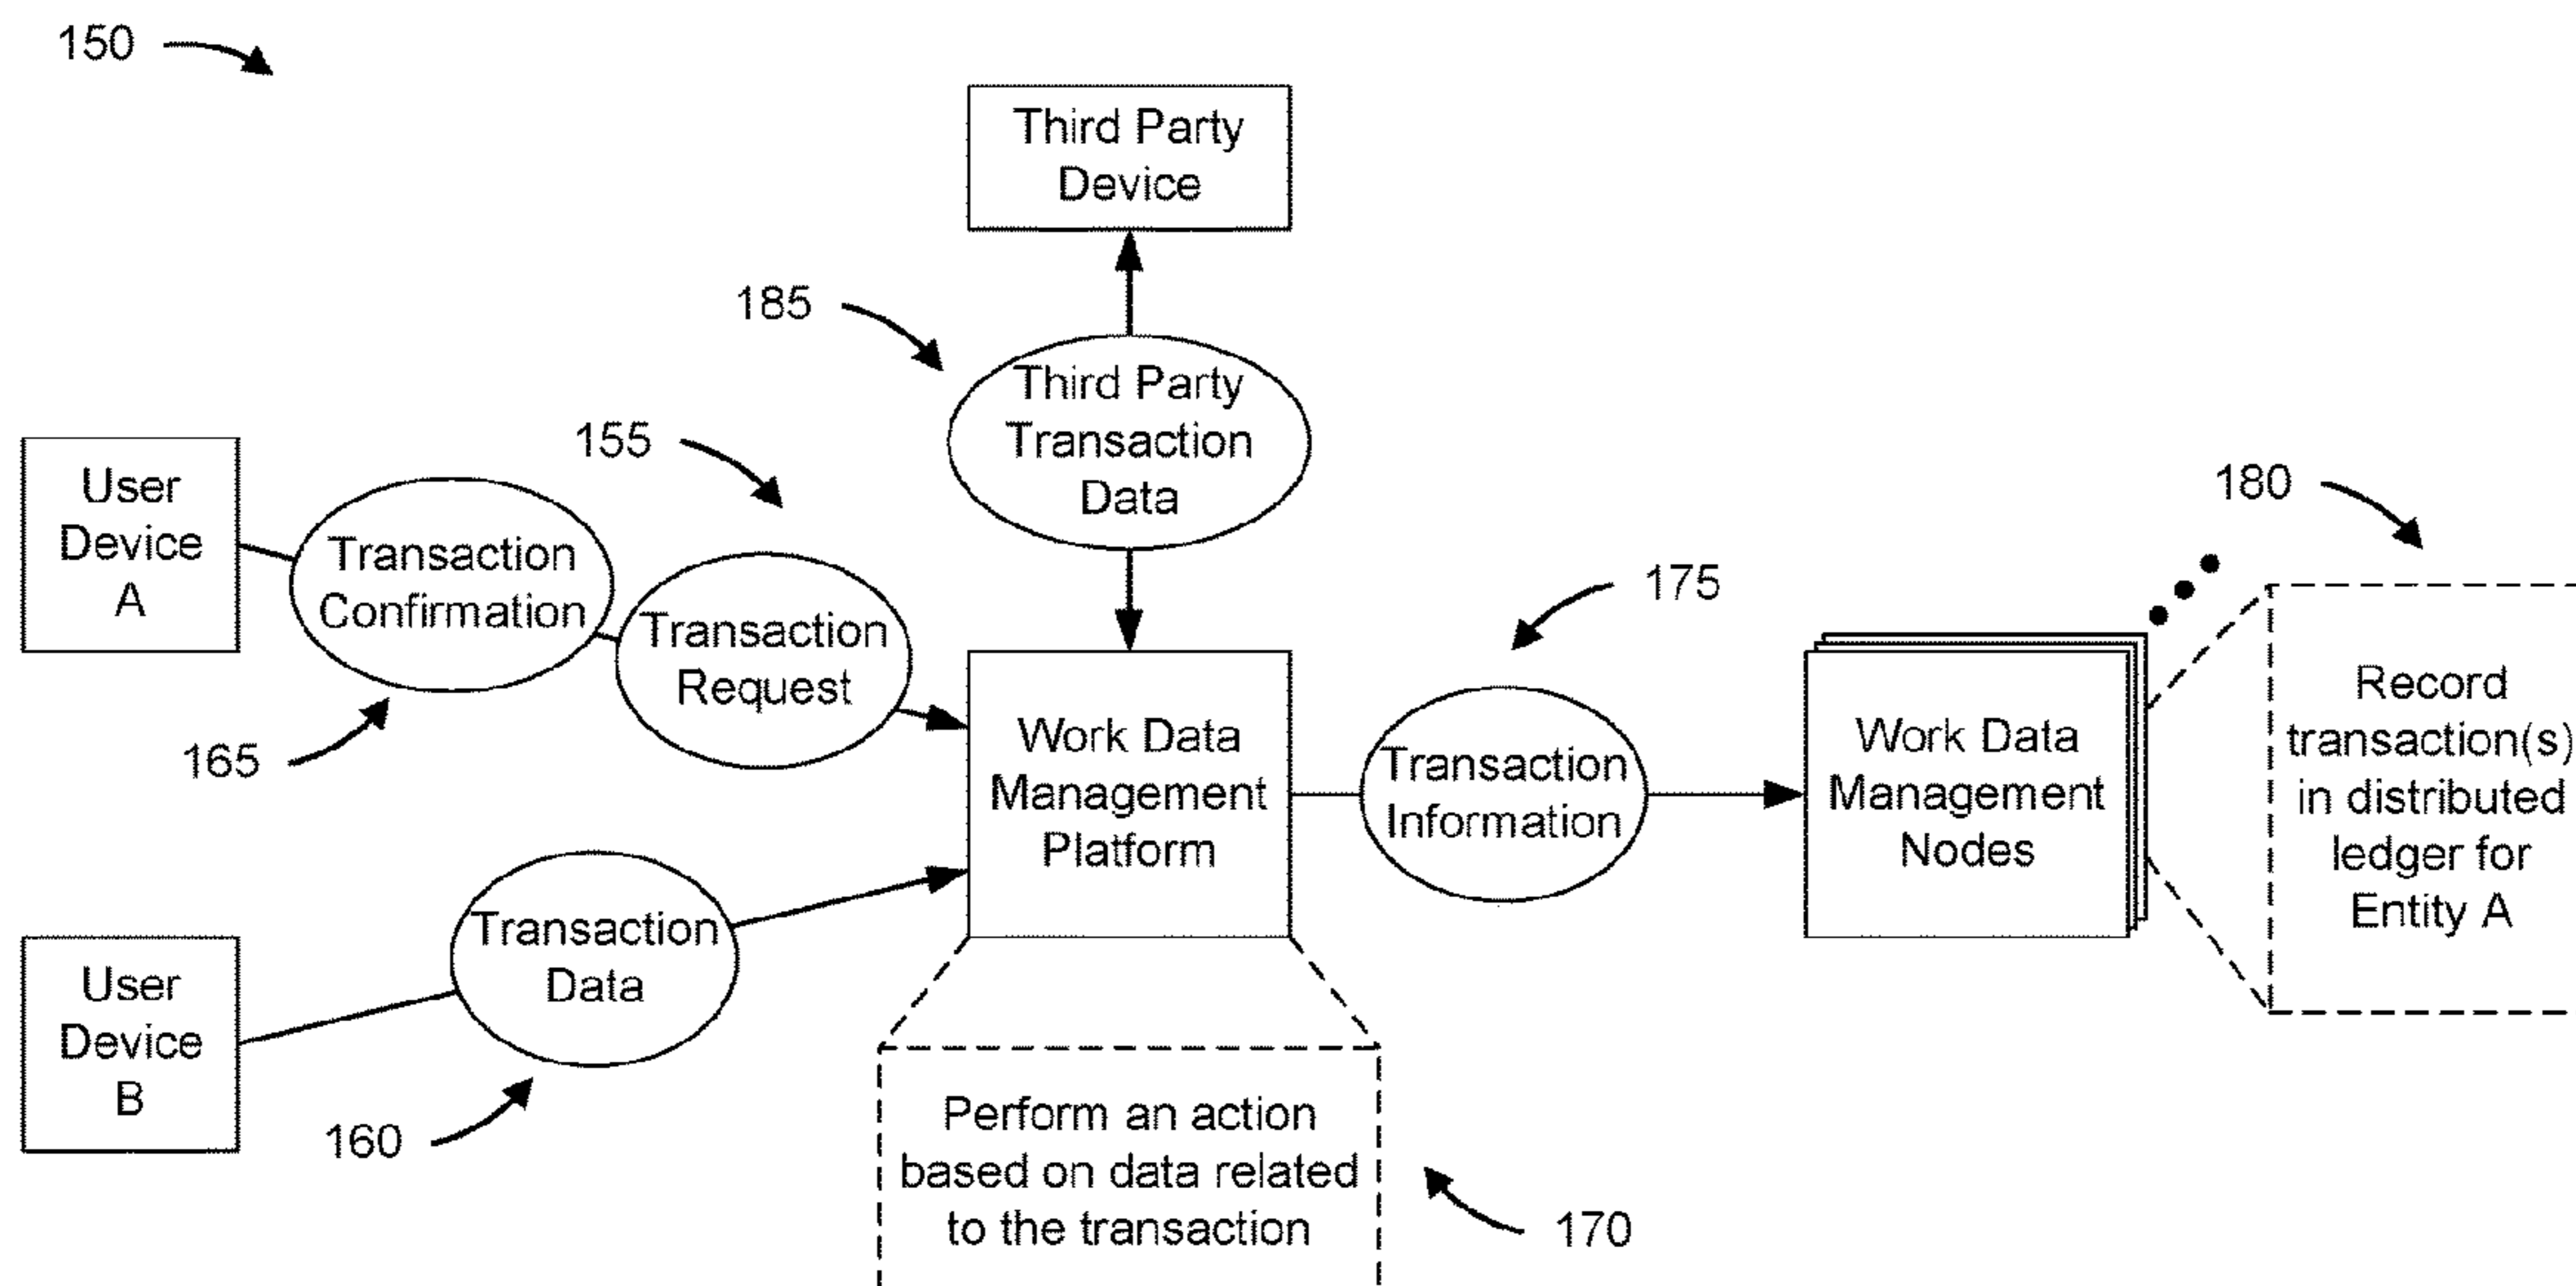 150
Third Party
Device
185
Third Party
Transaction
Data
155
180
User
Device
A
Transaction
Confirmation
Transaction
Request
165
175
Work Data
Management
Platform
Transaction
Information
Work Data
Management
Nodes
Record
transaction(s)
in distributed
ledger for
Entity A
User
Device
B
Transaction
Data
160
Perform an action
based on data related
to the transaction
170